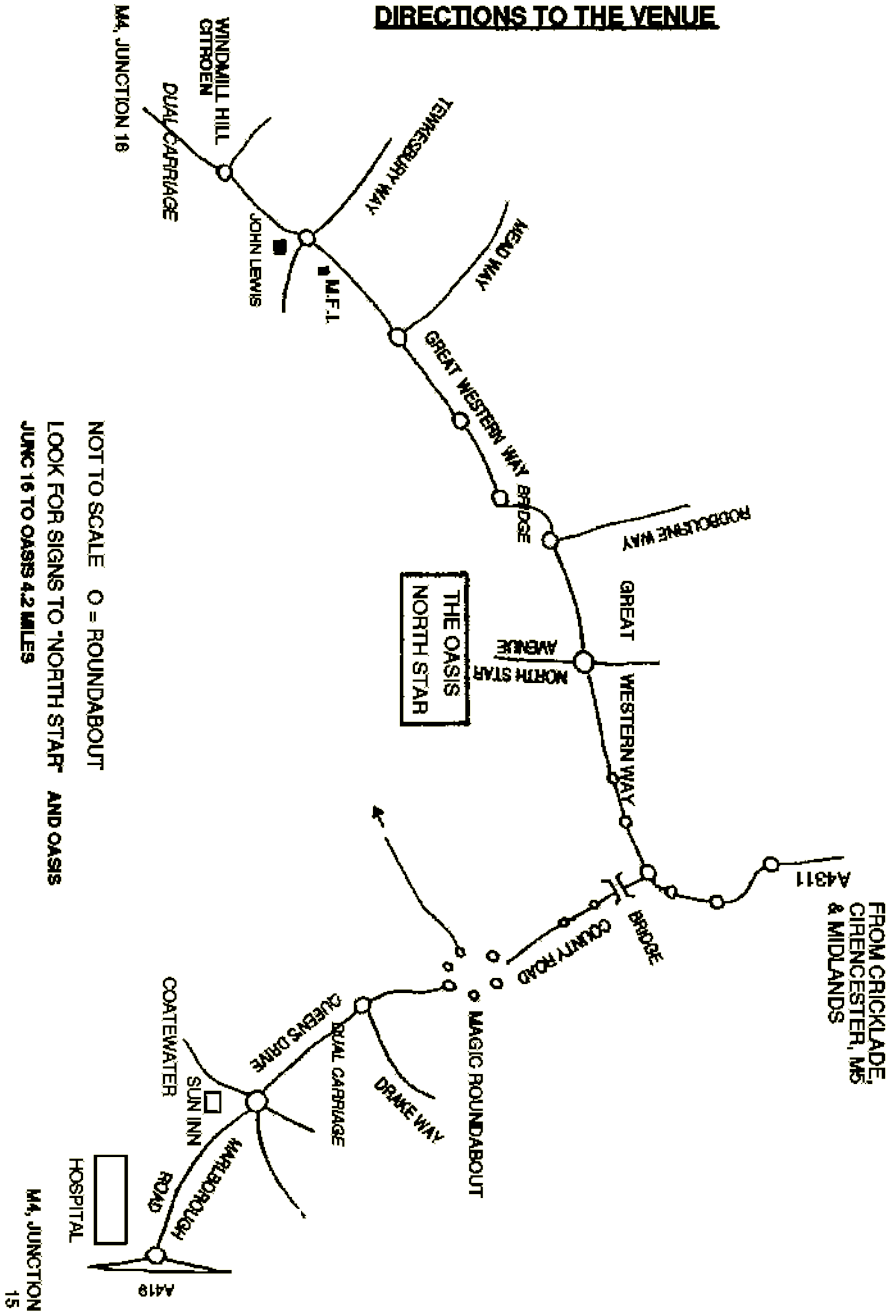 DIRECTIONS TO THE VENUE
FROM CRICKLADE,
CIRENCESTER, M5
& MIDLANDS
A4311
TEWKESBURY WAY
MEAD WAY
RODBOURNE WAY
GREAT
WESTERN WAY
GREAT WESTERN WAY
BRIDGE
BRIDGE
COUNTY ROAD
MAGIC ROUNDABOUT
NORTH STAR
AVENUE
THE OASIS
NORTH STAR
WINDMILL HILL
CITROEN
DUAL CARRIAGE
M4, JUNCTION 16
JOHN LEWIS
M.F.I.
DRAKE WAY
QUEEN'S DRIVE
DUAL CARRIAGE
COATEWATER
SUN INN
MARLBOROUGH
ROAD
HOSPITAL
A419
M4, JUNCTION
15
NOT TO SCALE O = ROUNDABOUT
LOOK FOR SIGNS TO "NORTH STAR" AND OASIS
JUNC 16 TO OASIS 4.2 MILES